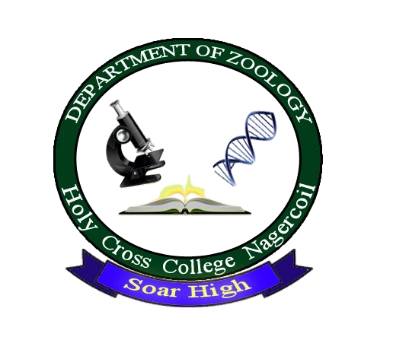 DEPARTMENT OF ZOOLOGY
Holy Cross College Nagercoil
Soar High